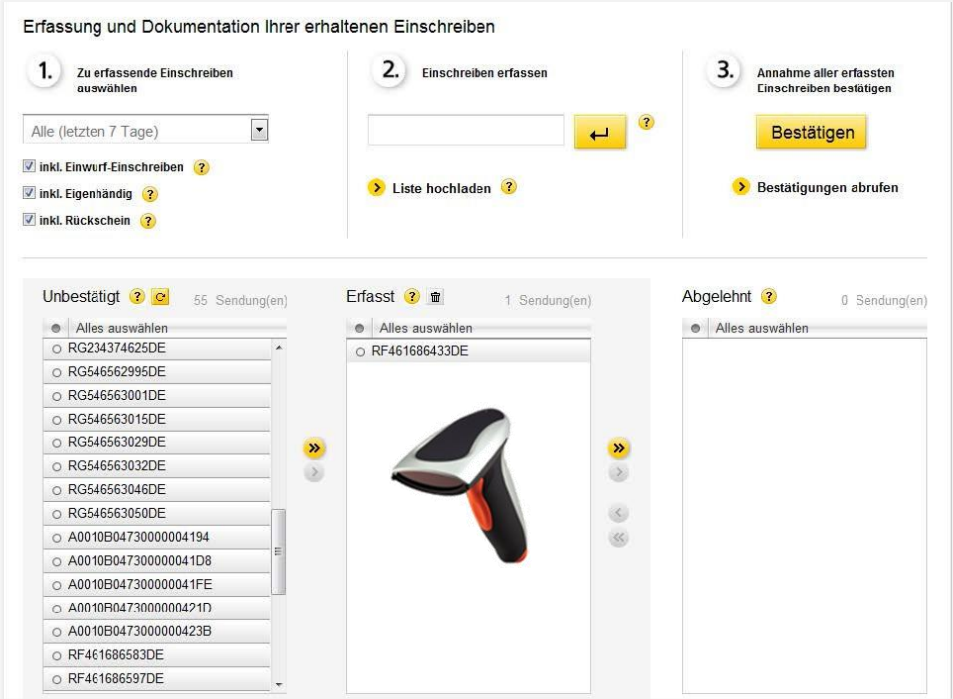 Erfassung und Dokumentation Ihrer erhaltenen Einschreiben
1.
Zu erfassende Einschreiben
auswählen
Alle (letzten 7 Tage)
inkl. Einwurf-Einschreiben ?
inkl. Eigenhändig ?
inkl. Rückschein ?
2.
Einschreiben erfassen
?
Liste hochladen ?
3.
Annahme aller erfassten
Einschreiben bestätigen
Bestätigen
Bestätigungen abrufen
Unbestätigt ? 55 Sendung(en)
Alles auswählen
RG234374625DE
RG546562995DE
RG546563001DE
RG546563015DE
RG546563029DE
RG546563032DE
RG546563046DE
RG546563050DE
A0010B04730000004194
A0010B047300000041D8
A0010B047300000041FE
A0010B0473000000421D
A0010B0473000000423B
RF461686583DE
RF461686597DE
Erfasst ? 1 Sendung(en)
Alles auswählen
RF461686433DE
Abgelehnt ? 0 Sendung(en)
Alles auswählen